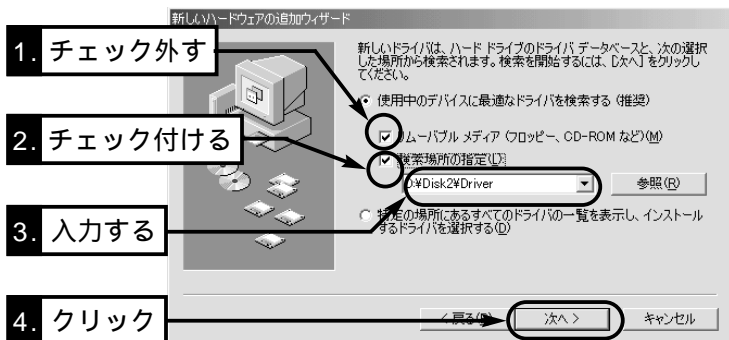 新しいハードウェアの追加ウィザード
1. チェック外す
新しいドライバは、ハード ドライブのドライバ データベースと、次の選択
した場所から検索されます。検索を開始するには、[次へ] をクリックし
てください。
使用中のデバイスに最適なドライバを検索する (推奨)
2. チェック付ける
リムーバブル メディア (フロッピー、CD-ROM など)(M)
検索場所の指定(L)
D:¥Disk2¥Driver
参照(R)
3. 入力する
特定の場所にあるすべてのドライバの一覧を表示し、インストール
するドライバを選択する(D)
4. クリック
< 戻る(B)
次へ >
キャンセル